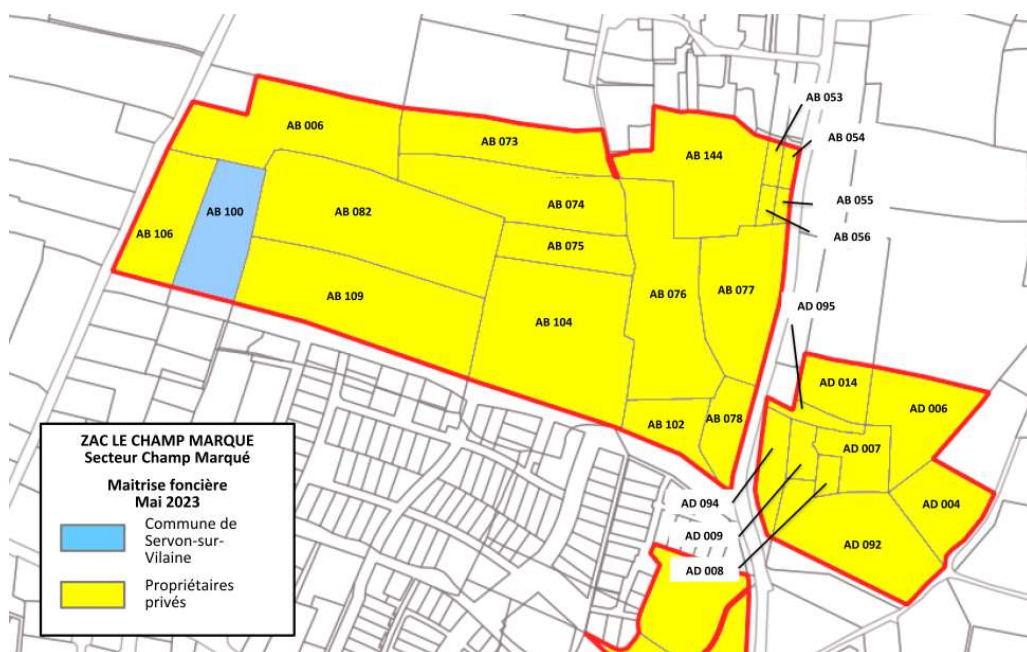 AB 053
AB 006
AB 073
AB 054
AB 144
AB 100
AB 074
AB 055
AB 082
AB 106
AB 056
AB 075
AB 076
AB 077
AB 109
AD 095
AB 104
AD 014
AD 006
AB 102
AB 078
AD 007
ZAC LE CHAMP MARQUE
Secteur Champ Marqué
Maitrise foncière
Mai 2023
Commune de
Servon-sur-
Vilaine
Propriétaires
privés
AD 094
AD 004
AD 009
AD 092
AD 008